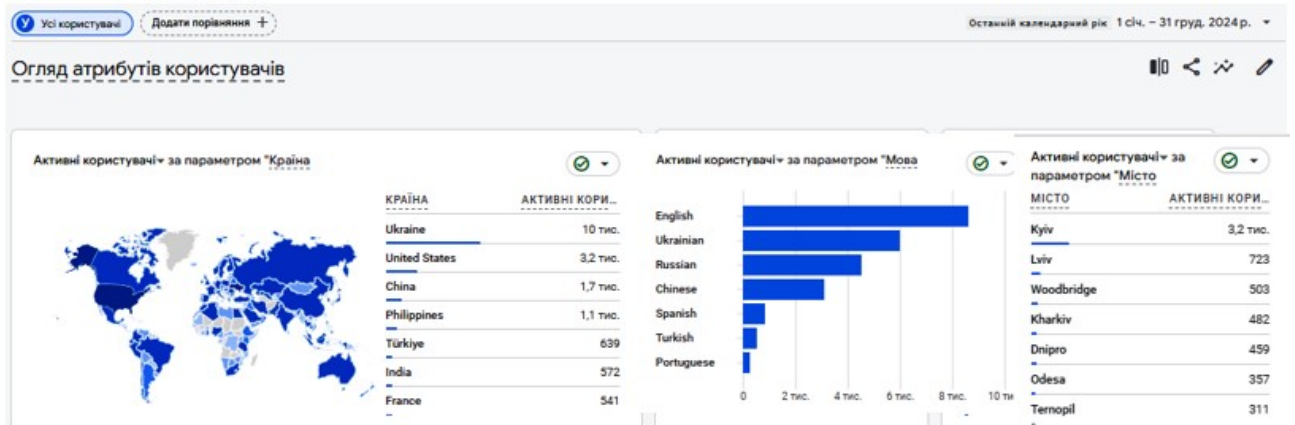 У Усі користувачі Додати порівняння + Останній календарний рік 1 січ. – 31 груд. 2024 р.
Огляд атрибутів користувачів
Активні користувачі за параметром "Країна
КРАЇНА АКТИВНІ КОРИ...
Ukraine 10 тис.
United States 3,2 тис.
China 1,7 тис.
Philippines 1,1 тис.
Türkiye 639
India 572
France 541
Активні користувачі за параметром "Мова
English
Ukrainian
Russian
Chinese
Spanish
Turkish
Portuguese
0 2 тис. 4 тис. 6 тис. 8 тис. 10 ти
Активні користувачі за
параметром "Місто
МІСТО АКТИВНІ КОРИ...
Kyiv 3,2 тис.
Lviv 723
Woodbridge 503
Kharkiv 482
Dnipro 459
Odesa 357
Ternopil 311